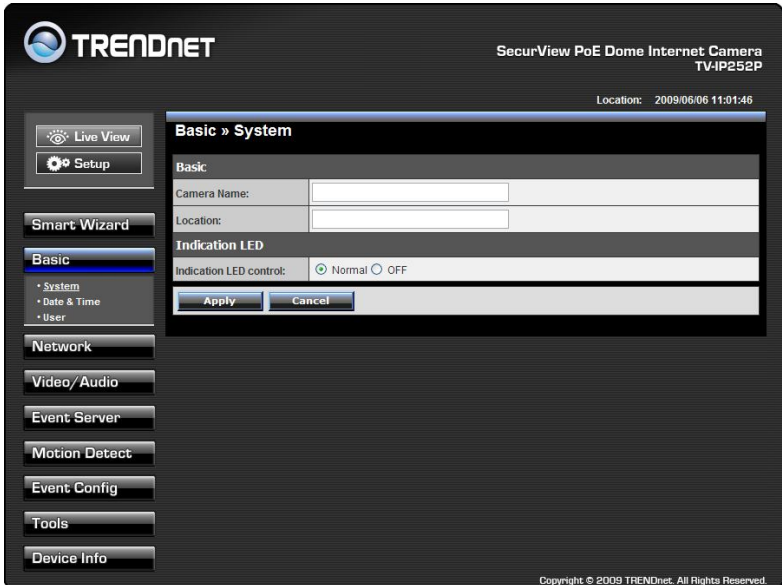 TRENDNET
SecurView PoE Dome Internet Camera
TV-IP252P
Location: 2009/06/06 11:01:46
Live View
Setup
Smart Wizard
Basic
• System
• Date & Time
• User
Network
Video/Audio
Event Server
Motion Detect
Event Config
Tools
Device Info
Basic » System
Basic
Camera Name:
Location:
Indication LED
Indication LED control: Normal OFF
Apply Cancel
Copyright © 2009 TRENDnet. All Rights Reserved.